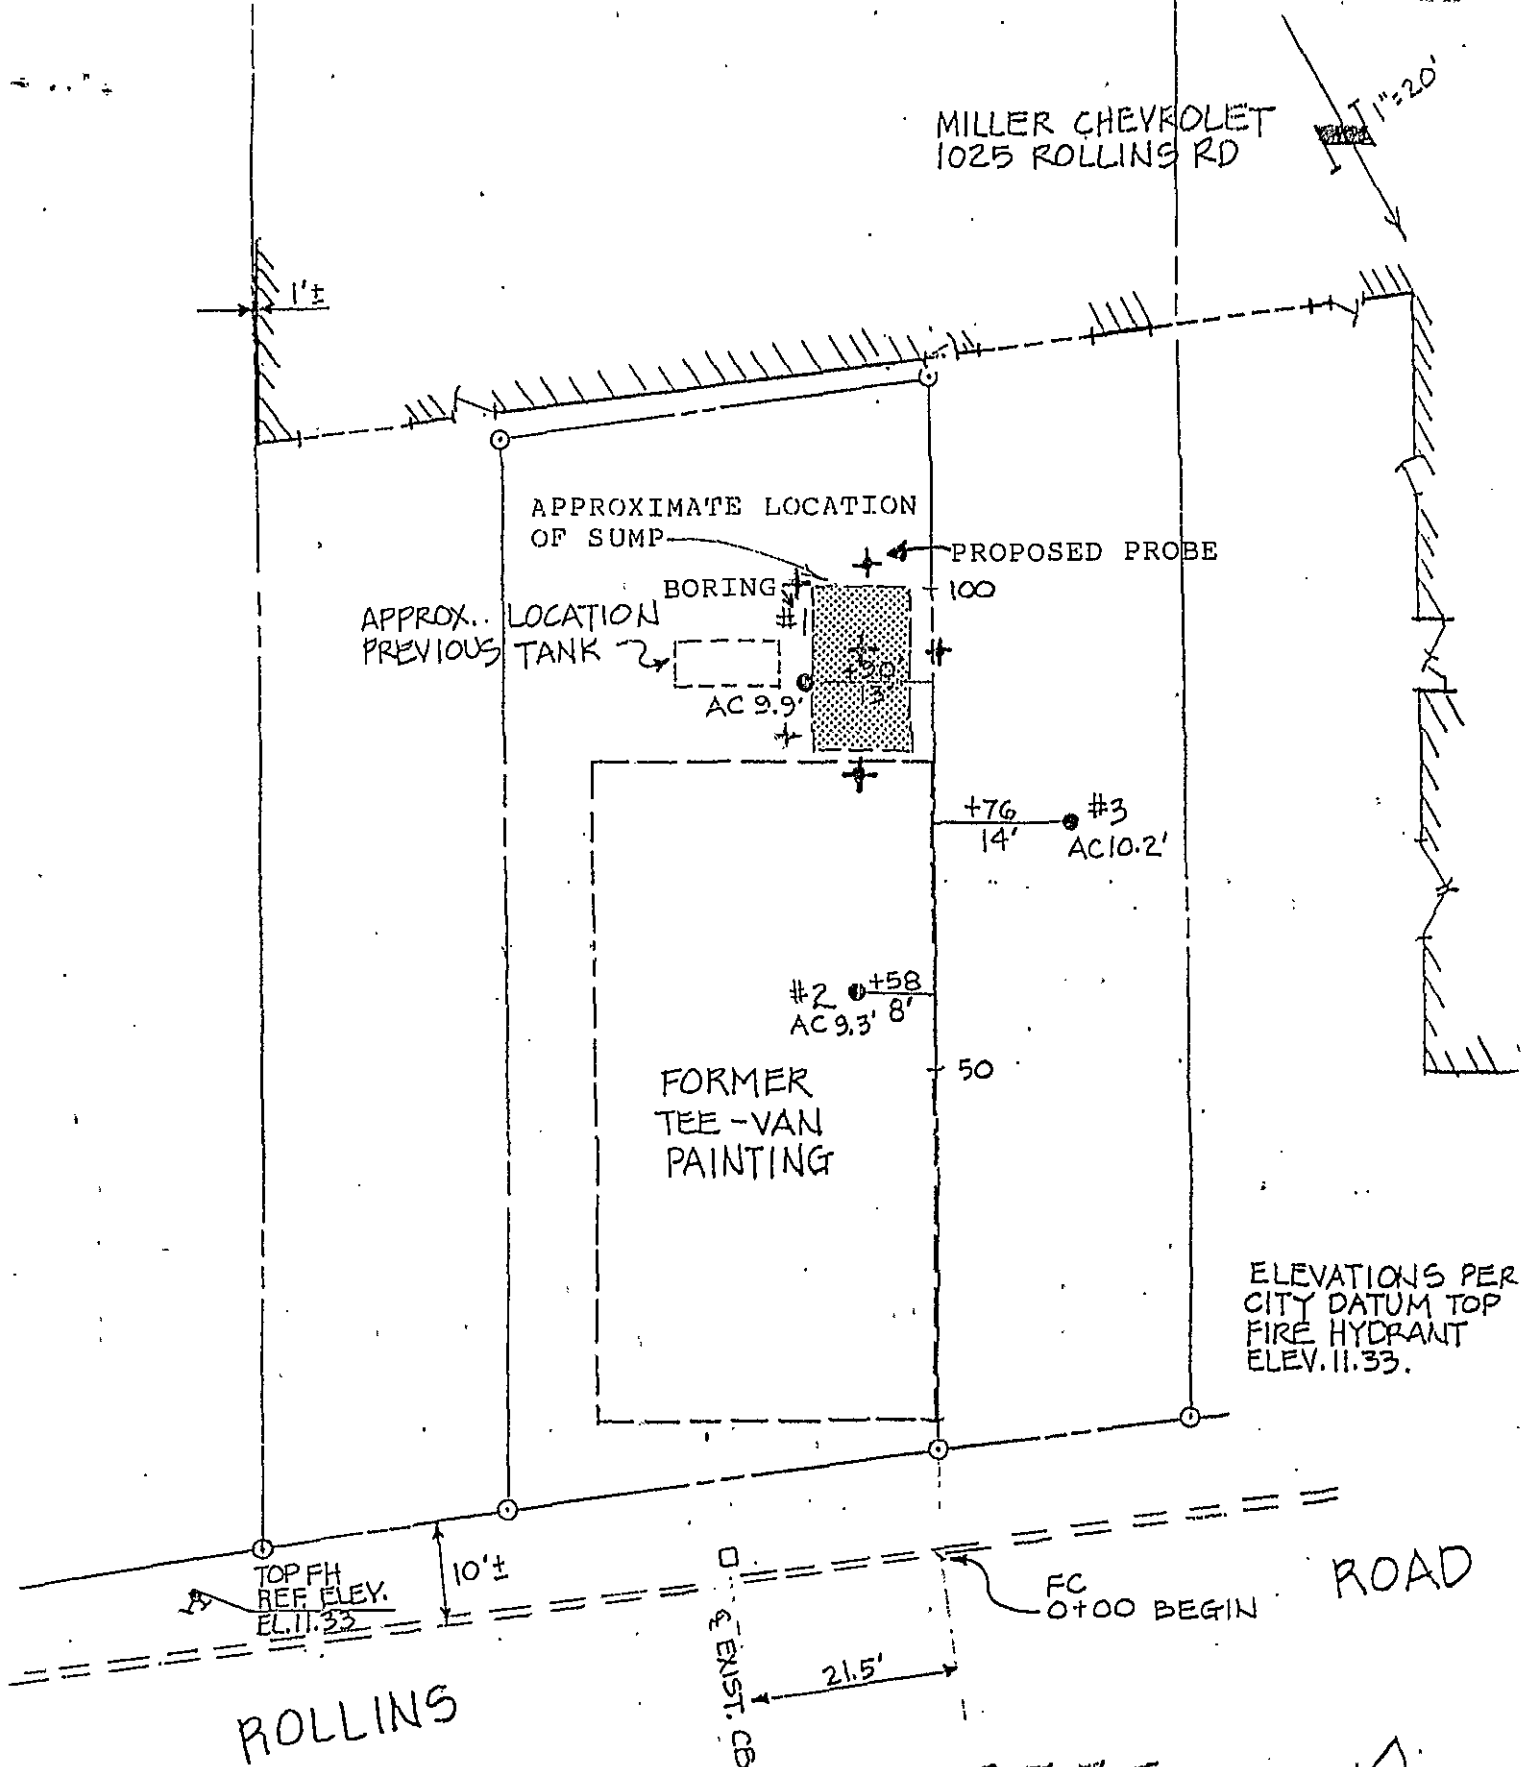 1"=20'
MILLER CHEVROLET
1025 ROLLINS RD
1'±
APPROXIMATE LOCATION
OF SUMP
PROPOSED PROBE
BORING
#1
100
APPROX.. LOCATION
PREVIOUS TANK
+90
13'
AC 9.9'
+76
14'
#3
AC10.2'
#2
AC 9.3'
+58
8'
50
FORMER
TEE-VAN
PAINTING
ELEVATIONS PER
CITY DATUM TOP
FIRE HYDRANT
ELEV.11.33.
TOP FH
REF. ELEV.
EL.11.33
10'±
FC
0+00 BEGIN
ROAD
℄ EXIST. CB
21.5'
ROLLINS